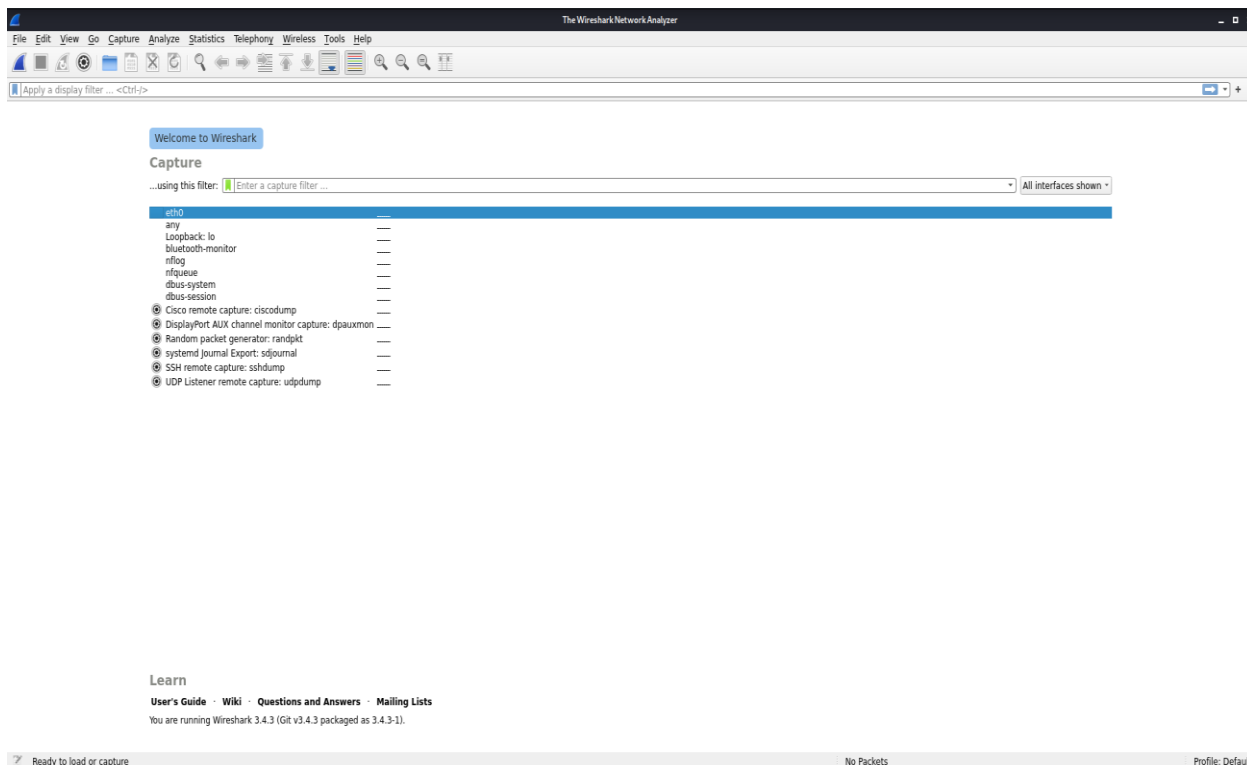 The Wireshark Network Analyzer
File Edit View Go Capture Analyze Statistics Telephony Wireless Tools Help
Apply a display filter ... <Ctrl-/>
+
Welcome to Wireshark
Capture
...using this filter: Enter a capture filter ... All interfaces shown
eth0
any
Loopback: lo
bluetooth-monitor
nflog
nfqueue
dbus-system
dbus-session
Cisco remote capture: ciscodump
DisplayPort AUX channel monitor capture: dpauxmon
Random packet generator: randpkt
systemd Journal Export: sdjournal
SSH remote capture: sshdump
UDP Listener remote capture: udpdump
Learn
User's Guide · Wiki · Questions and Answers · Mailing Lists
You are running Wireshark 3.4.3 (Git v3.4.3 packaged as 3.4.3-1).
Ready to load or capture No Packets Profile: Defau